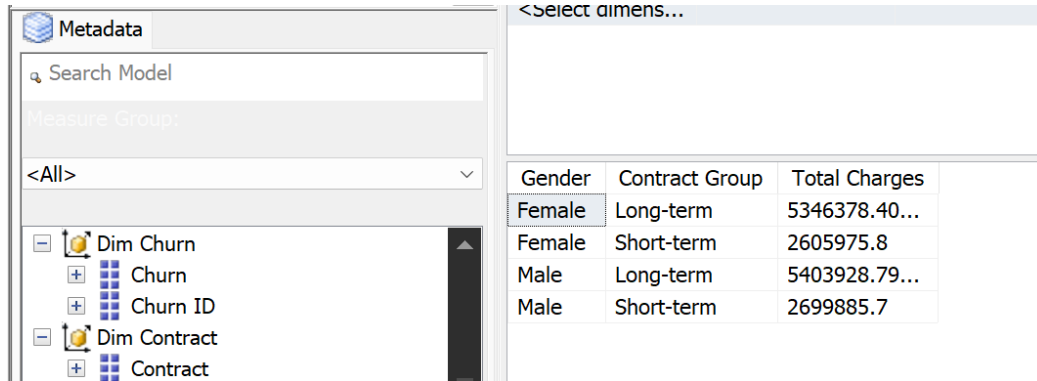 Metadata
Search Model
Measure Group:
<All>
Dim Churn
Churn
Churn ID
Dim Contract
Contract
<Select dimens...
Gender Contract Group Total Charges
Female Long-term 5346378.40...
Female Short-term 2605975.8
Male Long-term 5403928.79...
Male Short-term 2699885.7